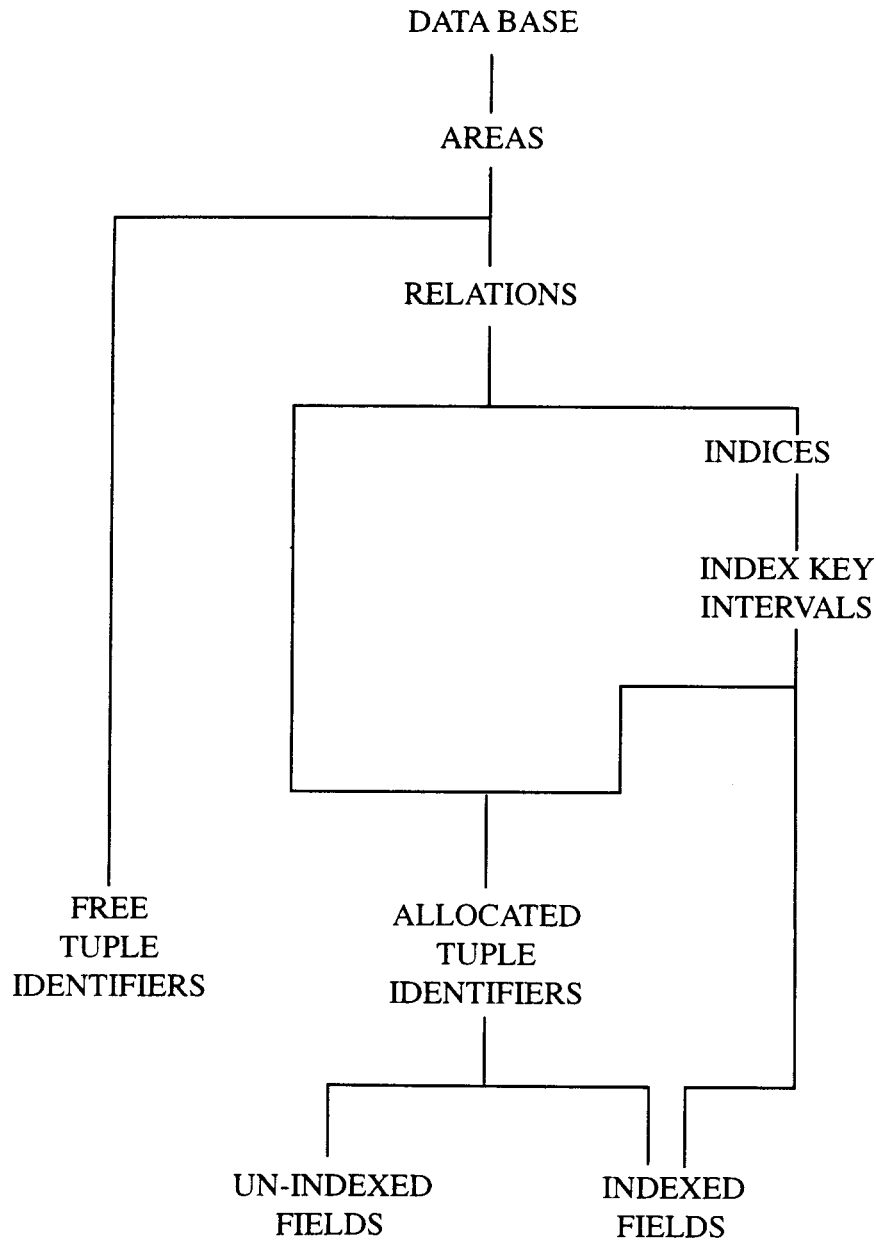 DATA BASE
AREAS
RELATIONS
INDICES
INDEX KEY
INTERVALS
FREE
TUPLE
IDENTIFIERS
ALLOCATED
TUPLE
IDENTIFIERS
UN-INDEXED
FIELDS
INDEXED
FIELDS